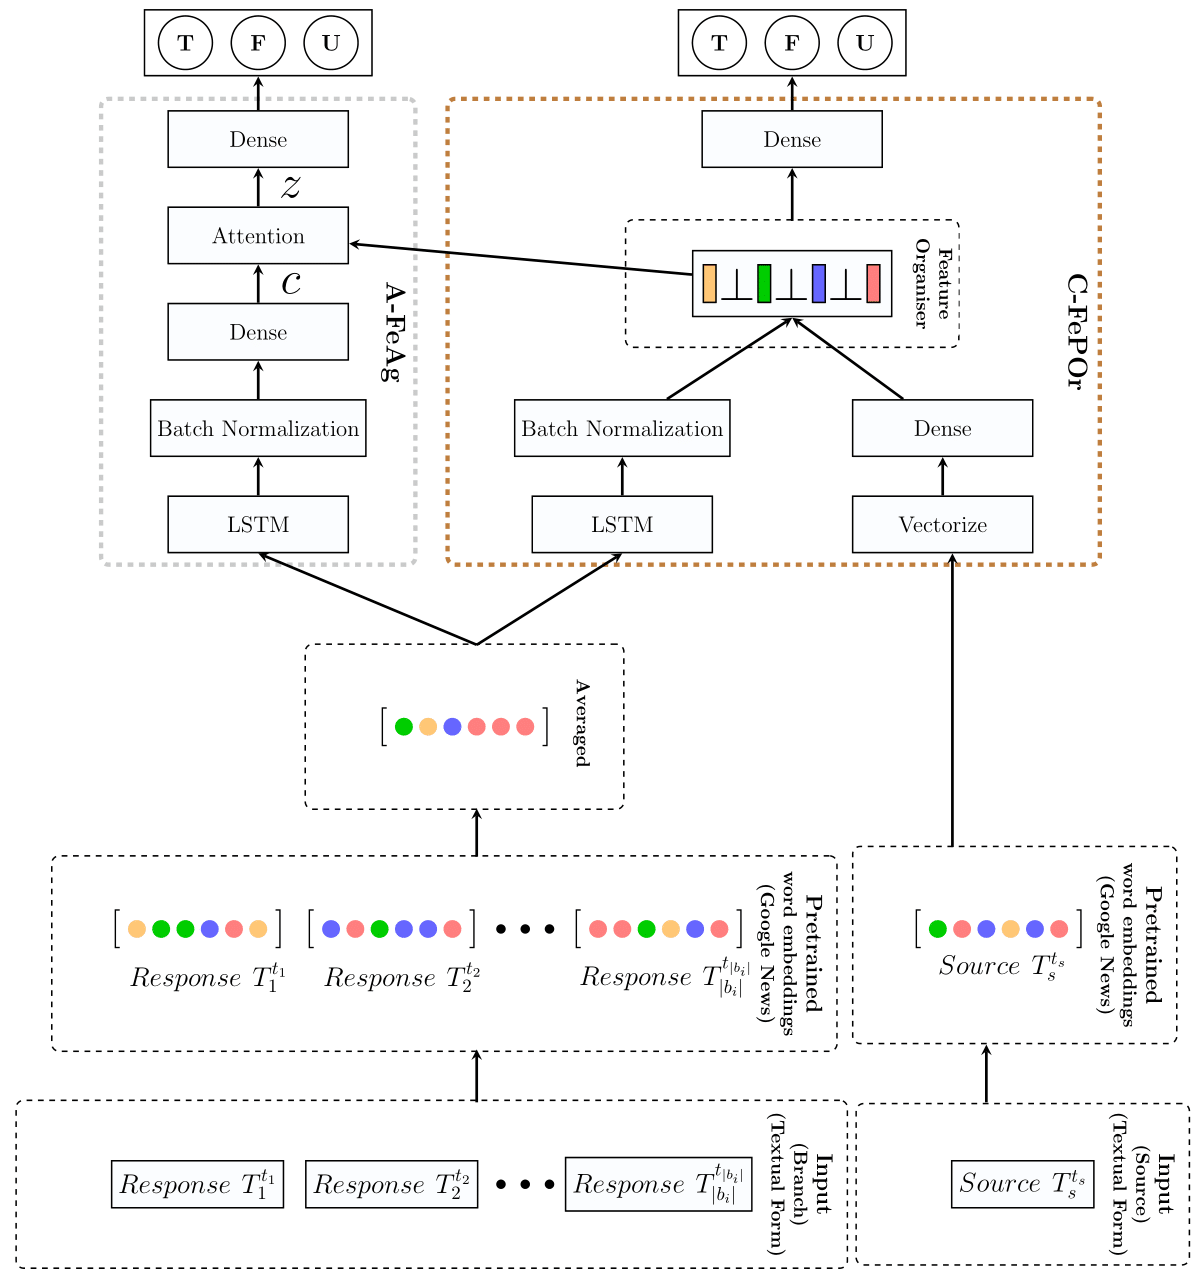 T F U
T F U
Dense
Dense
z
Attention
Feature
Organiser
c
A-FeAg
C-FePOr
Dense
Batch Normalization
Batch Normalization
Dense
LSTM
LSTM
Vectorize
Averaged
[ ]
[ ] [ ] • • • [ ]
Response $T_1^{t_1}$ Response $T_2^{t_2}$ Response $T_{|b_i|}^{t_{|b_i|}}$
Pretrained
word embeddings
(Google News)
[ ]
Source $T_s^{t_s}$
Pretrained
word embeddings
(Google News)
Response $T_1^{t_1}$ Response $T_2^{t_2}$ • • • Response $T_{|b_i|}^{t_{|b_i|}}$
Input
(Branch)
(Textual Form)
Source $T_s^{t_s}$
Input
(Source)
(Textual Form)